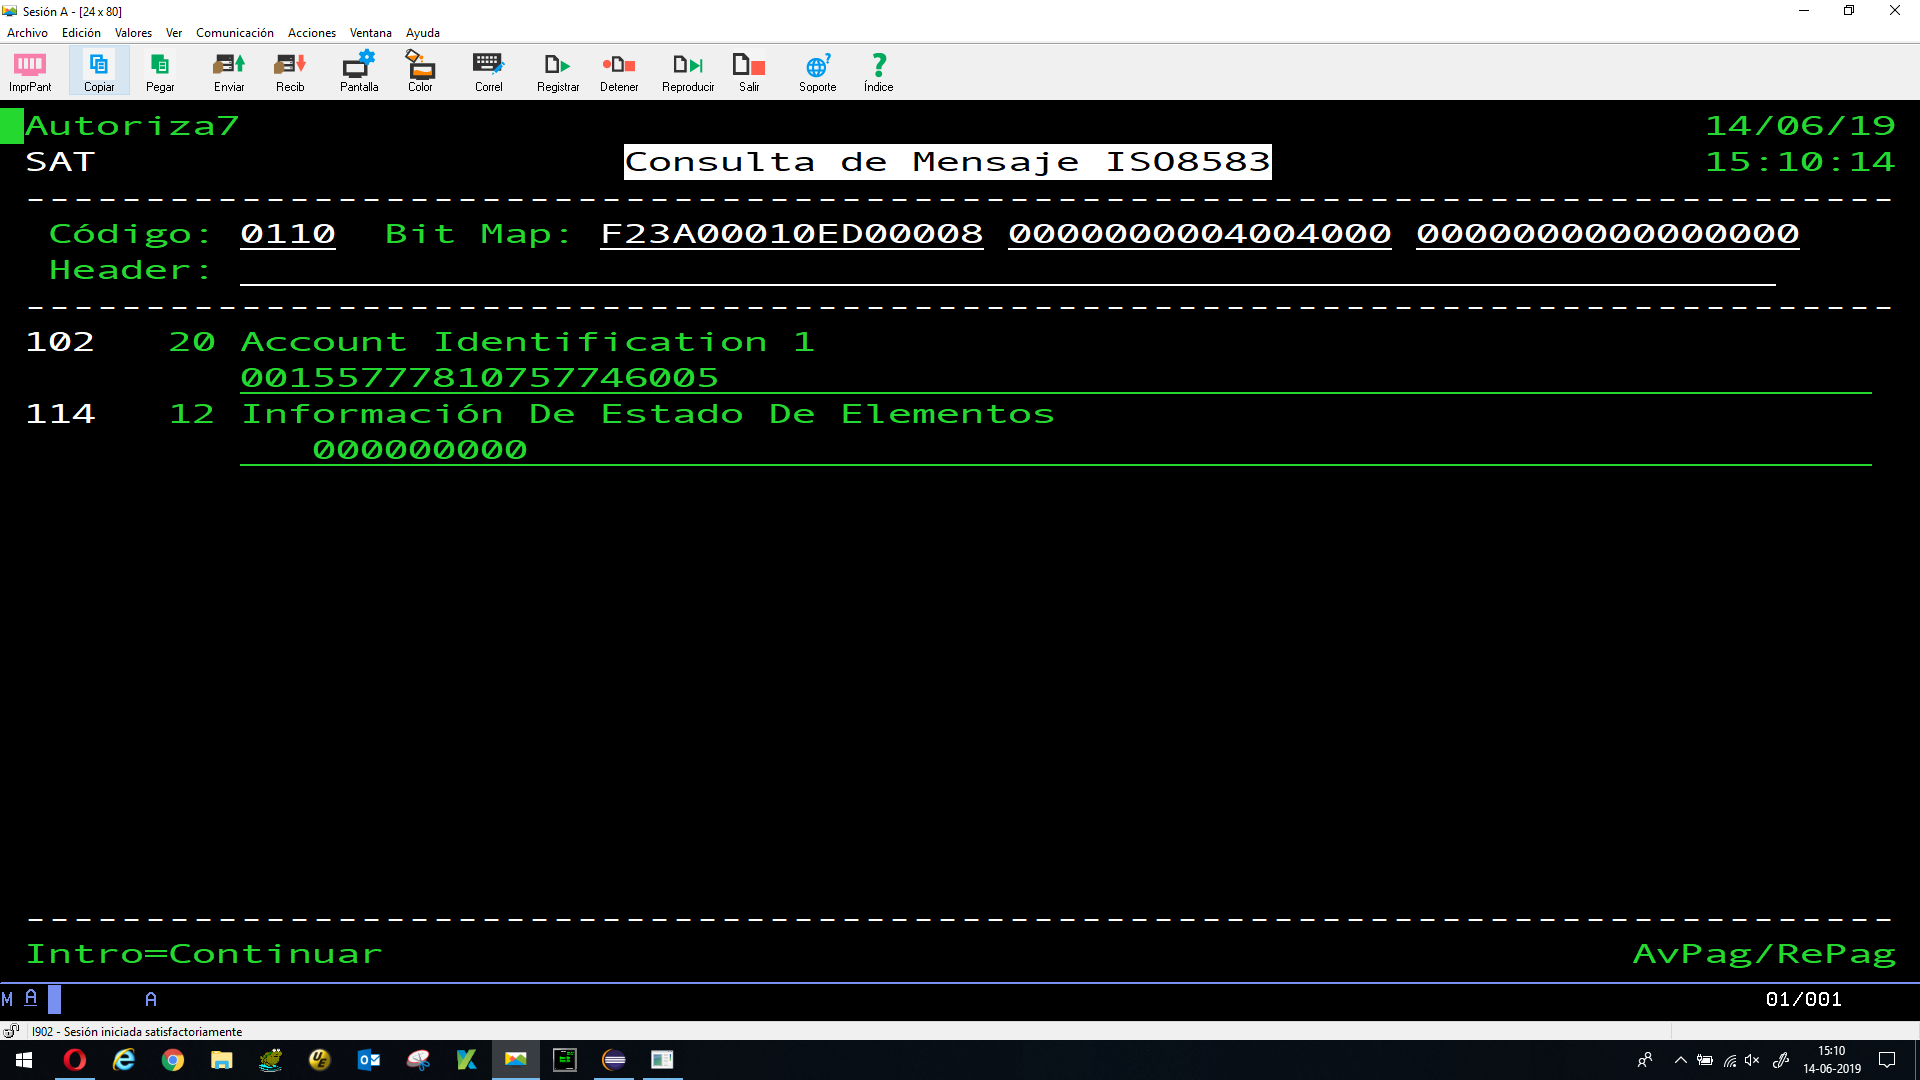 Sesión A - [24 x 80]
Archivo Edición Valores Ver Comunicación Acciones Ventana Ayuda
ImprPant Copiar Pegar Enviar Recib Pantalla Color Correl Registrar Detener Reproducir Salir Soporte Índice
Autoriza7 14/06/19
SAT Consulta de Mensaje ISO8583 15:10:14
Código: 0110 Bit Map: F23A00010ED00008 0000000004004000 0000000000000000
Header:
102 20 Account Identification 1
00155777810757746005
114 12 Información De Estado De Elementos
000000000
Intro=Continuar AvPag/RePag
M A A 01/001
I902 - Sesión iniciada satisfactoriamente
15:10
14-06-2019